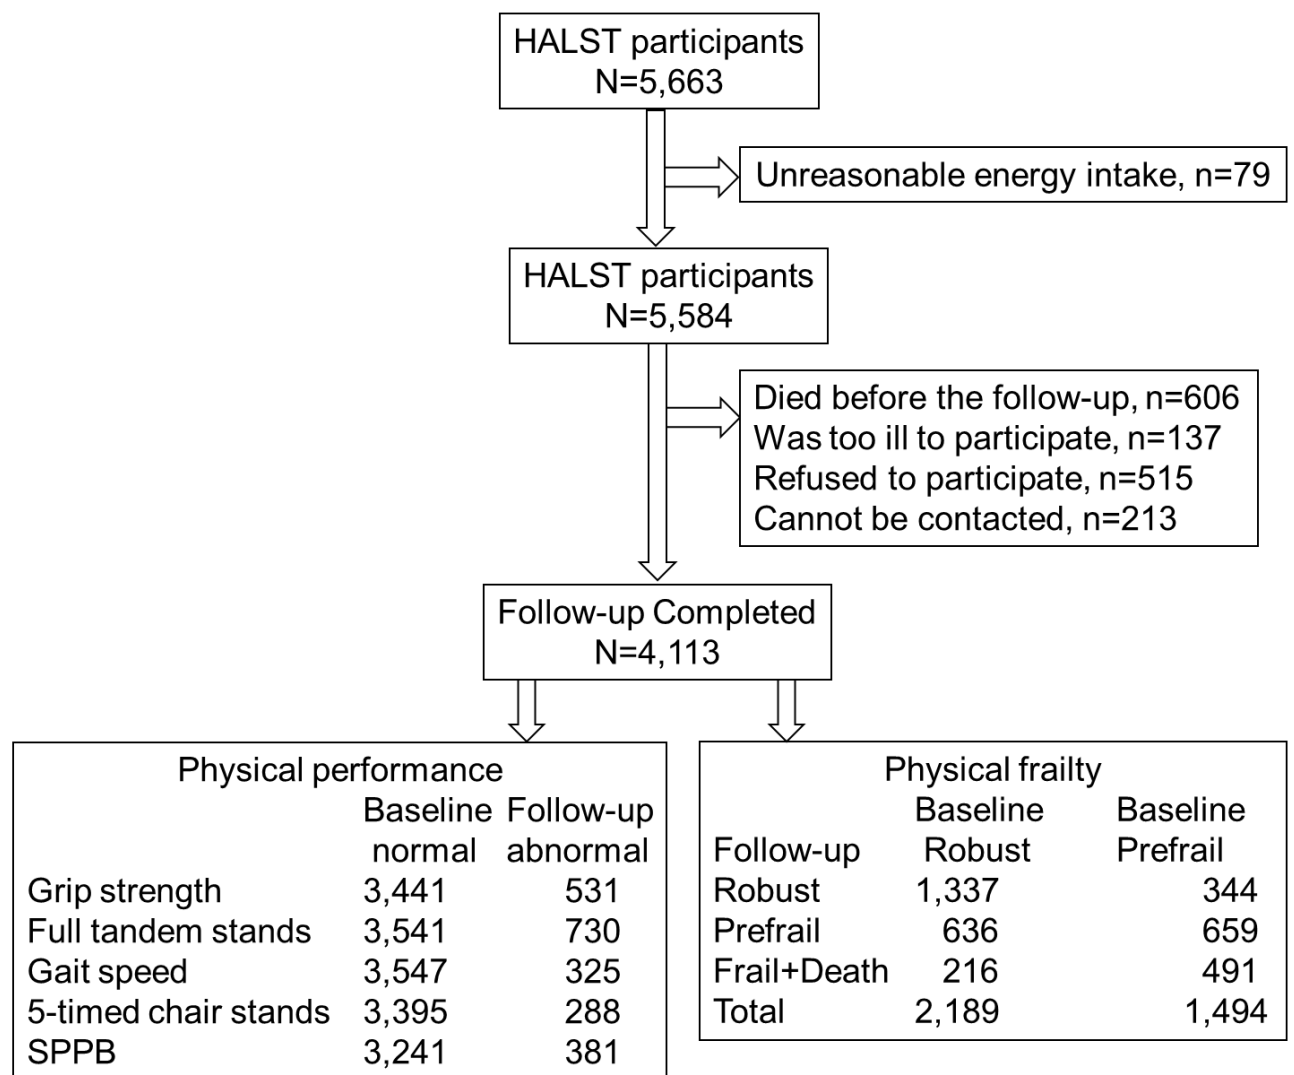 HALST participants
N=5,663
Unreasonable energy intake, n=79
HALST participants
N=5,584
Died before the follow-up, n=606
Was too ill to participate, n=137
Refused to participate, n=515
Cannot be contacted, n=213
Follow-up Completed
N=4,113
Physical performance
Baseline Follow-up
normal abnormal
Grip strength 3,441 531
Full tandem stands 3,541 730
Gait speed 3,547 325
5-timed chair stands 3,395 288
SPPB 3,241 381
Physical frailty
Baseline Baseline
Follow-up Robust Prefrail
Robust 1,337 344
Prefrail 636 659
Frail+Death 216 491
Total 2,189 1,494